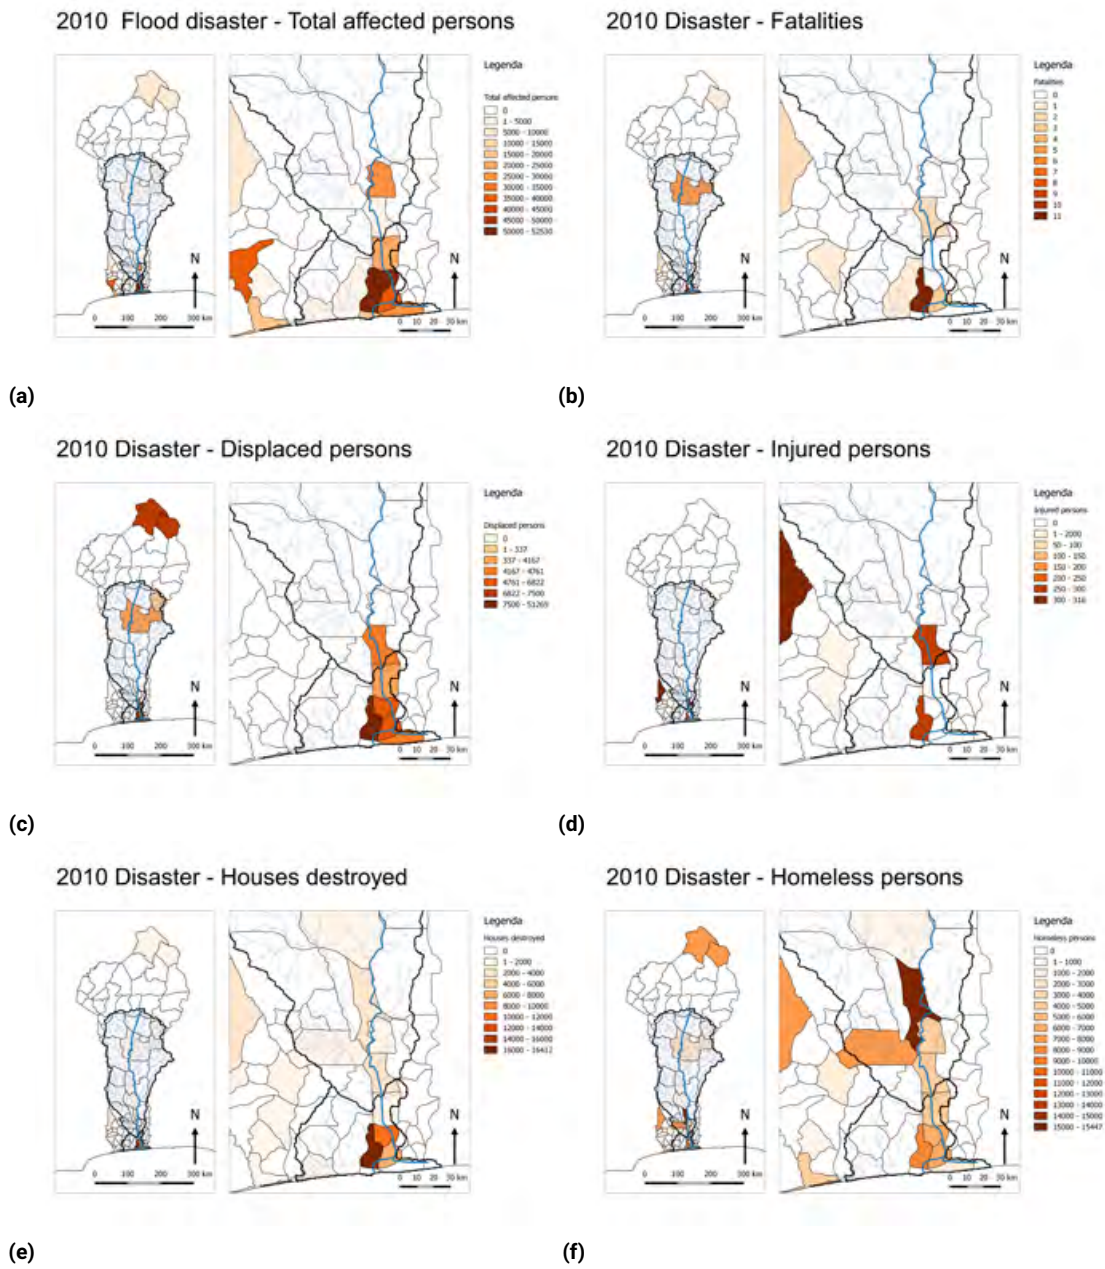 2010  Flood disaster - Total affected persons
Legenda
Total affected persons
0
1 - 5000
5000 - 10000
10000 - 15000
15000 - 20000
20000 - 25000
25000 - 30000
30000 - 35000
35000 - 40000
40000 - 45000
45000 - 50000
50000 - 52530
N
0 100 200 300 km
N
0 10 20 30 km
(a)
2010 Disaster - Fatalities
Legenda
Fatalities
0
1
2
3
4
5
6
7
8
9
10
11
N
0 100 200 300 km
N
0 10 20 30 km
(b)
2010 Disaster - Displaced persons
Legenda
Displaced persons
0
1 - 337
337 - 4167
4167 - 4761
4761 - 6822
6822 - 7500
7500 - 51269
N
0 100 200 300 km
N
0 10 20 30 km
(c)
2010 Disaster - Injured persons
Legenda
Injured persons
0
1 - 2000
50 - 100
100 - 150
150 - 200
200 - 250
250 - 300
300 - 316
N
0 100 200 300 km
N
0 10 20 30 km
(d)
2010 Disaster - Houses destroyed
Legenda
Houses destroyed
0
1 - 2000
2000 - 4000
4000 - 6000
6000 - 8000
8000 - 10000
10000 - 12000
12000 - 14000
14000 - 16000
16000 - 16412
N
0 100 200 300 km
N
0 10 20 30 km
(e)
2010 Disaster - Homeless persons
Legenda
Homeless persons
0
1 - 1000
1000 - 2000
2000 - 3000
3000 - 4000
4000 - 5000
5000 - 6000
6000 - 7000
7000 - 8000
8000 - 9000
9000 - 10000
10000 - 11000
11000 - 12000
12000 - 13000
13000 - 14000
14000 - 15000
15000 - 15447
N
0 100 200 300 km
N
0 10 20 30 km
(f)